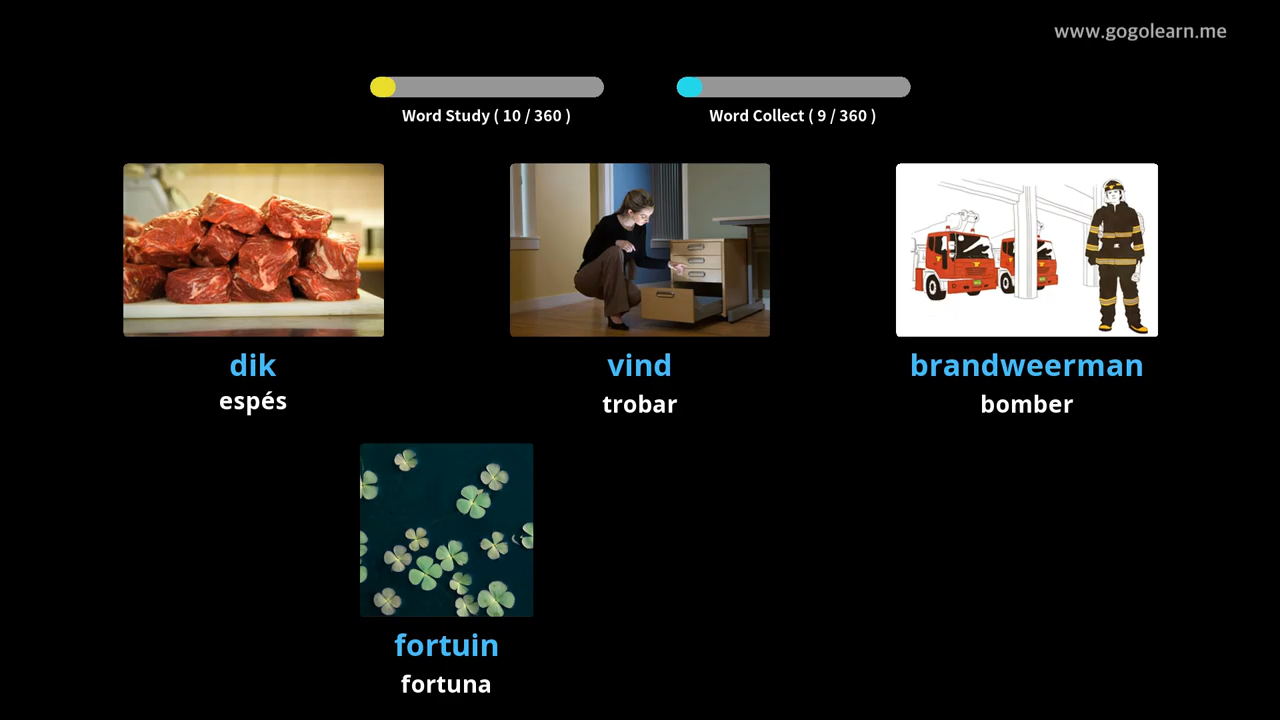 www.gogolearn.me
Word Study ( 10 / 360 )
Word Collect ( 9 / 360 )
dik
espés
vind
trobar
brandweerman
bomber
fortuin
fortuna